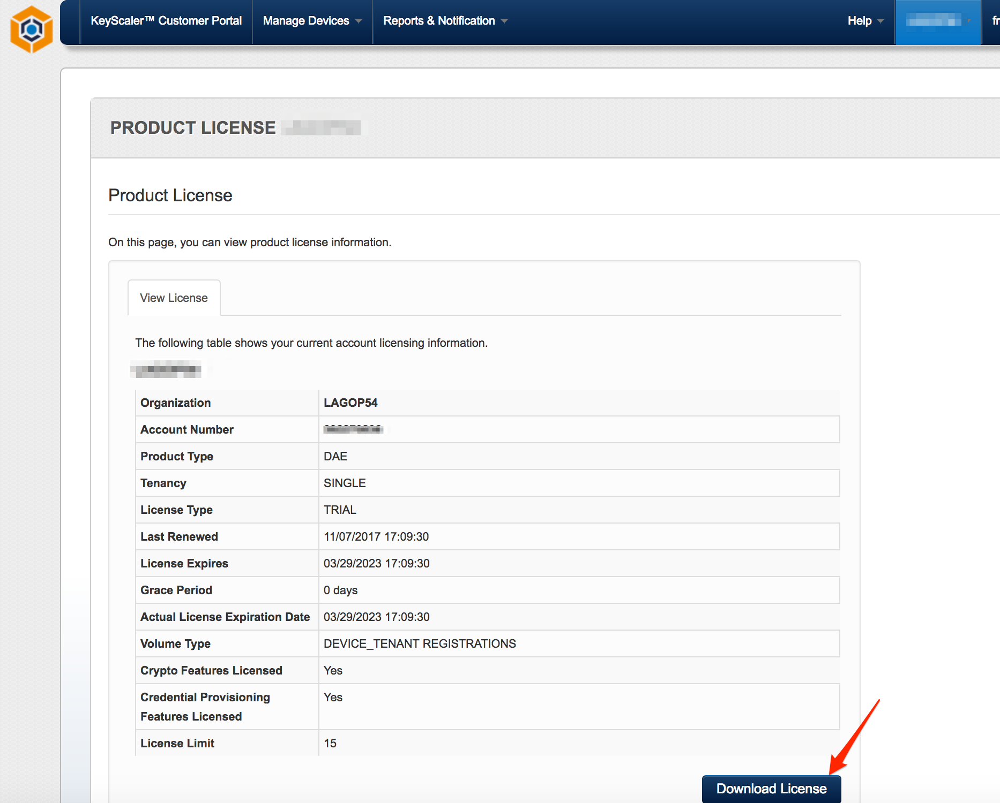 KeyScaler™ Customer Portal
Manage Devices
Reports & Notification
Help
fr
PRODUCT LICENSE
Product License
On this page, you can view product license information.
View License
The following table shows your current account licensing information.
Organization LAGOP54
Account Number
Product Type DAE
Tenancy SINGLE
License Type TRIAL
Last Renewed 11/07/2017 17:09:30
License Expires 03/29/2023 17:09:30
Grace Period 0 days
Actual License Expiration Date 03/29/2023 17:09:30
Volume Type DEVICE_TENANT REGISTRATIONS
Crypto Features Licensed Yes
Credential Provisioning Yes
Features Licensed
License Limit 15
Download License